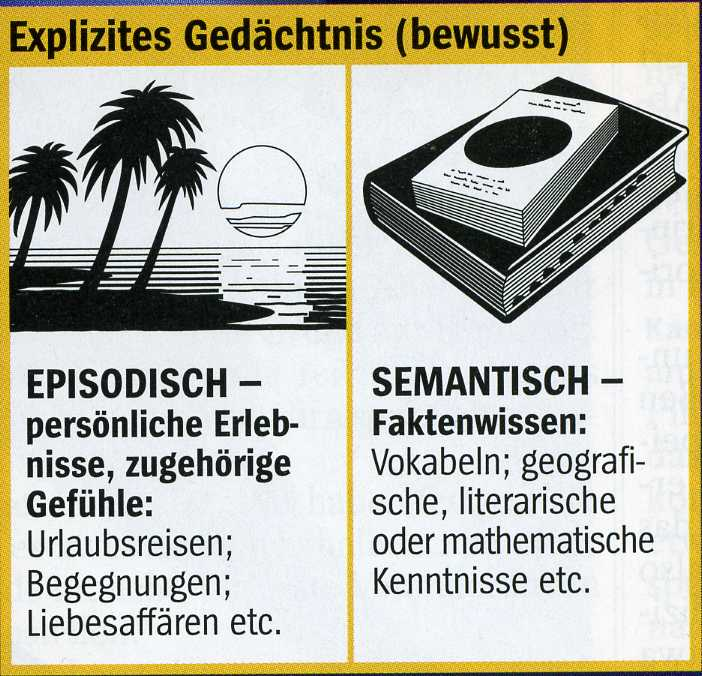 Explizites Gedächtnis (bewusst)
EPISODISCH –
persönliche Erleb-
nisse, zugehörige
Gefühle:
Urlaubsreisen;
Begegnungen;
Liebesaffären etc.
SEMANTISCH –
Faktenwissen:
Vokabeln; geografi-
sche, literarische
oder mathematische
Kenntnisse etc.